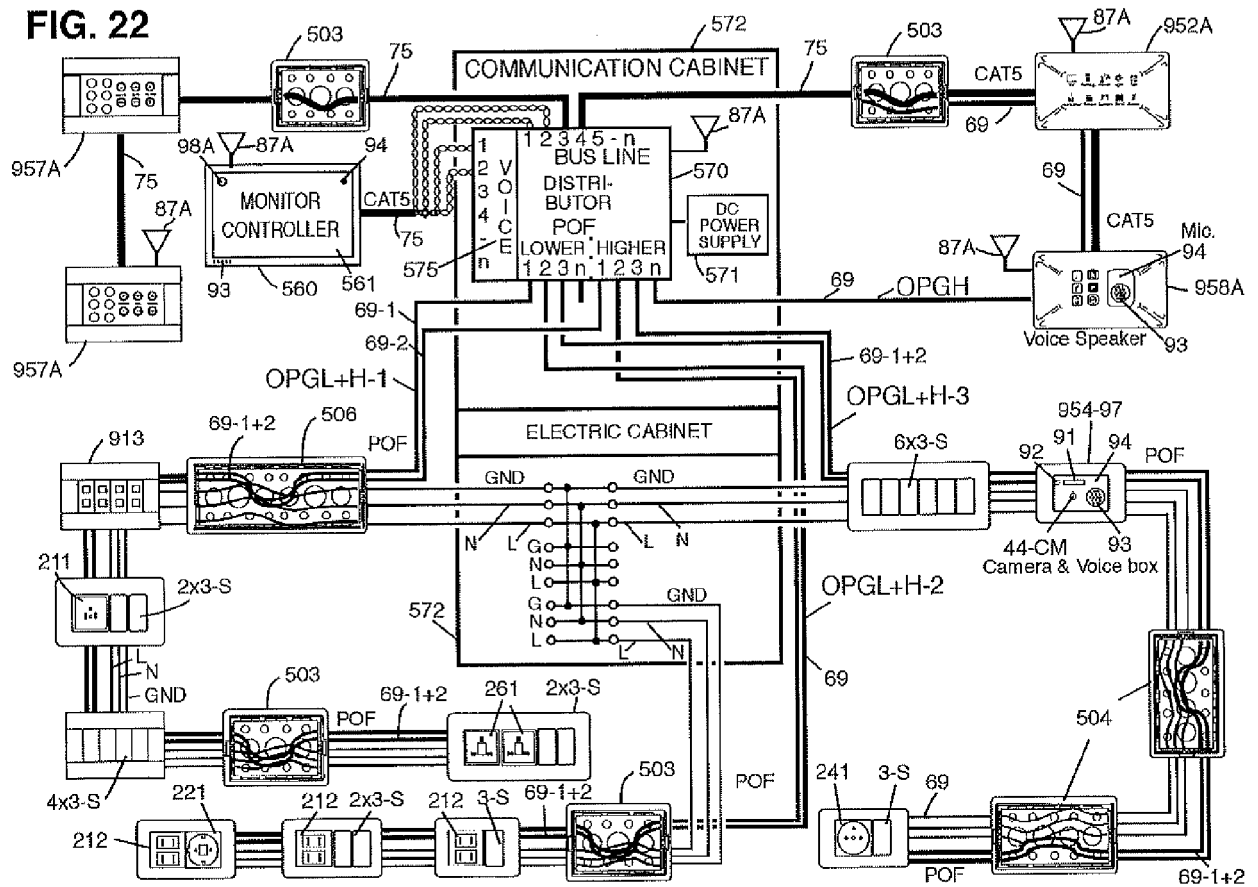 FIG. 22
503
75
572
75
503
87A
952A
COMMUNICATION CABINET
CAT5
69
957A
75
98A
87A
94
MONITOR
CONTROLLER
CAT5
75
93
560
561
87A
957A
1 2 3 4 5 - n
BUS LINE
DISTRI-
BUTOR
POF
LOWER HIGHER
1 2 3 n 1 2 3 n
1
2
3
4
n
VOICE
575
87A
570
DC
POWER
SUPPLY
571
69
CAT5
87A
Mic.
94
958A
Voice Speaker
93
69
OPGH
69-1
69-2
OPGL+H-1
69-1+2
OPGL+H-3
ELECTRIC CABINET
913
69-1+2
506
POF
GND
GND
N
L
L
N
G
N
L
G
N
L
GND
L
N
572
6x3-S
954-97
92
91
94
POF
44-CM
93
Camera & Voice box
OPGL+H-2
69
211
2x3-S
L
N
GND
4x3-S
503
POF
69-1+2
261
2x3-S
504
212
221
212
2x3-S
212
3-S
69-1+2
503
POF
241
3-S
69
POF
69-1+2